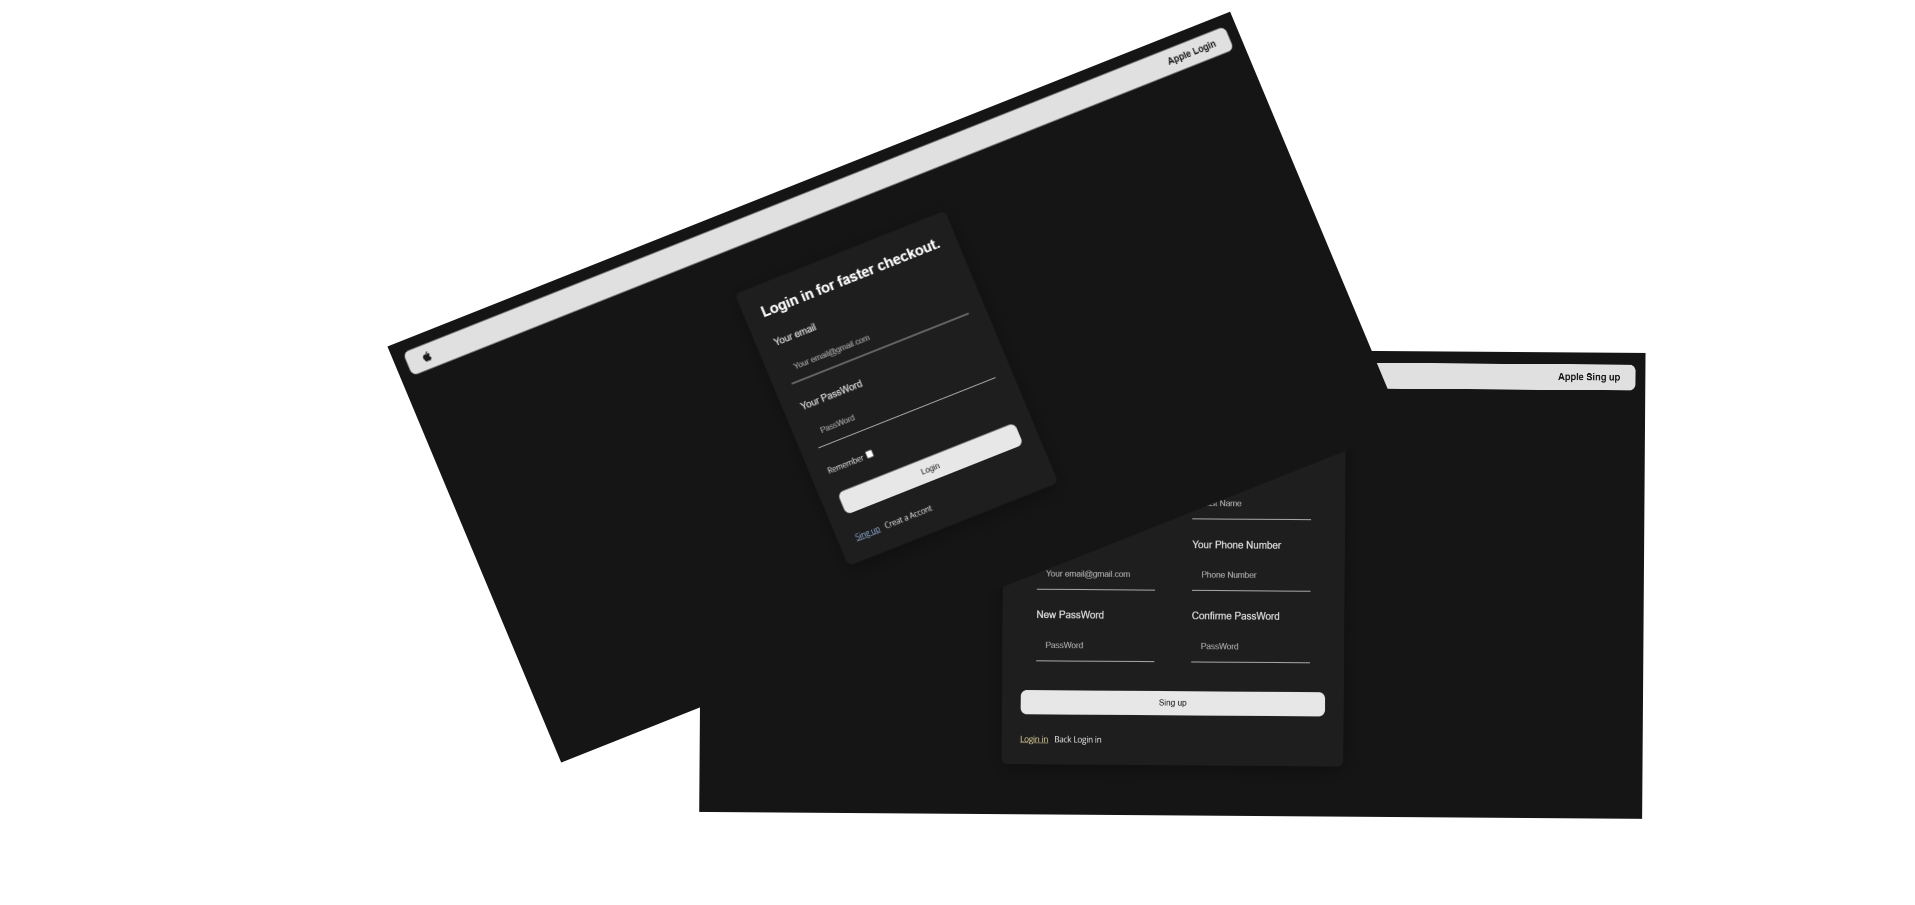 Apple Login
Login in for faster checkout.
Your email
Your email@gmail.com
Your PassWord
PassWord
Remember
Login
Sing up Creat a Accont
Apple Sing up
Name
Your Phone Number
Your email@gmail.com
Phone Number
New PassWord
Confirme PassWord
PassWord
PassWord
Sing up
Login in Back Login in